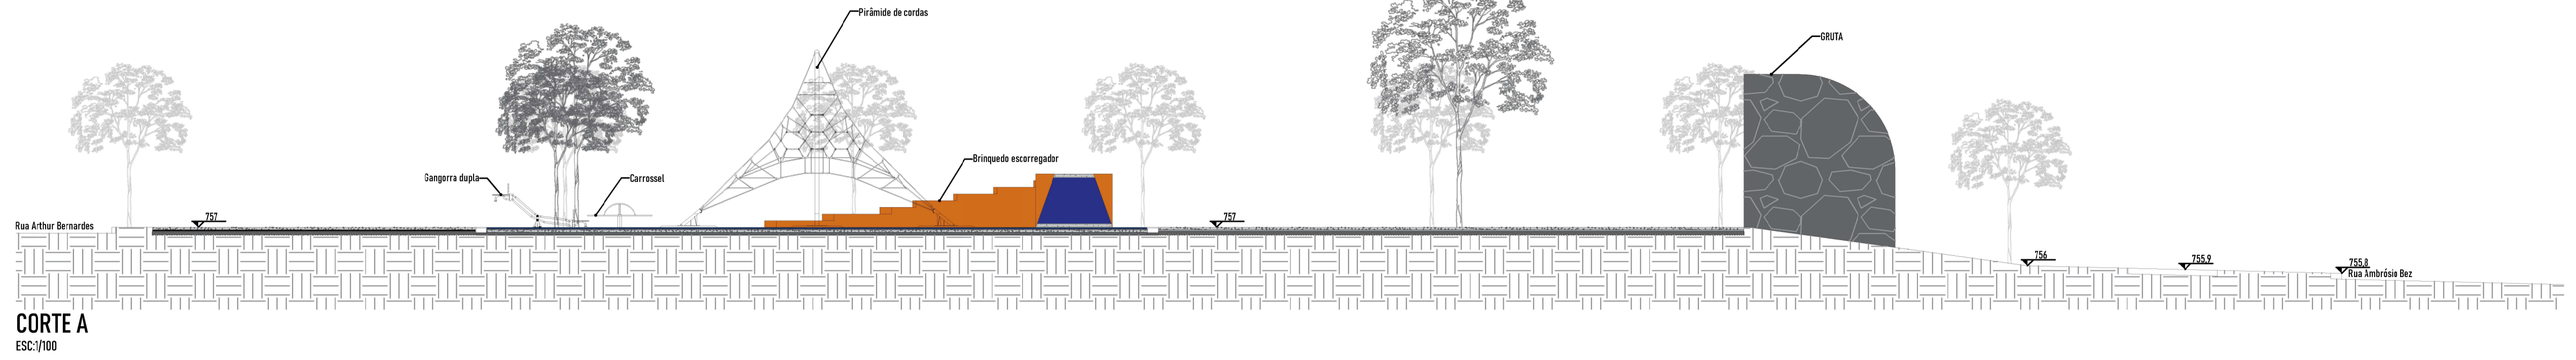 Pirâmide de cordas
GRUTA
Brinquedo escorregador
Gangorra dupla
Carrossel
Rua Arthur Bernardes
757
757
756
755,9
755,8
Rua Ambrósio Bez
CORTE A
ESC:1/100